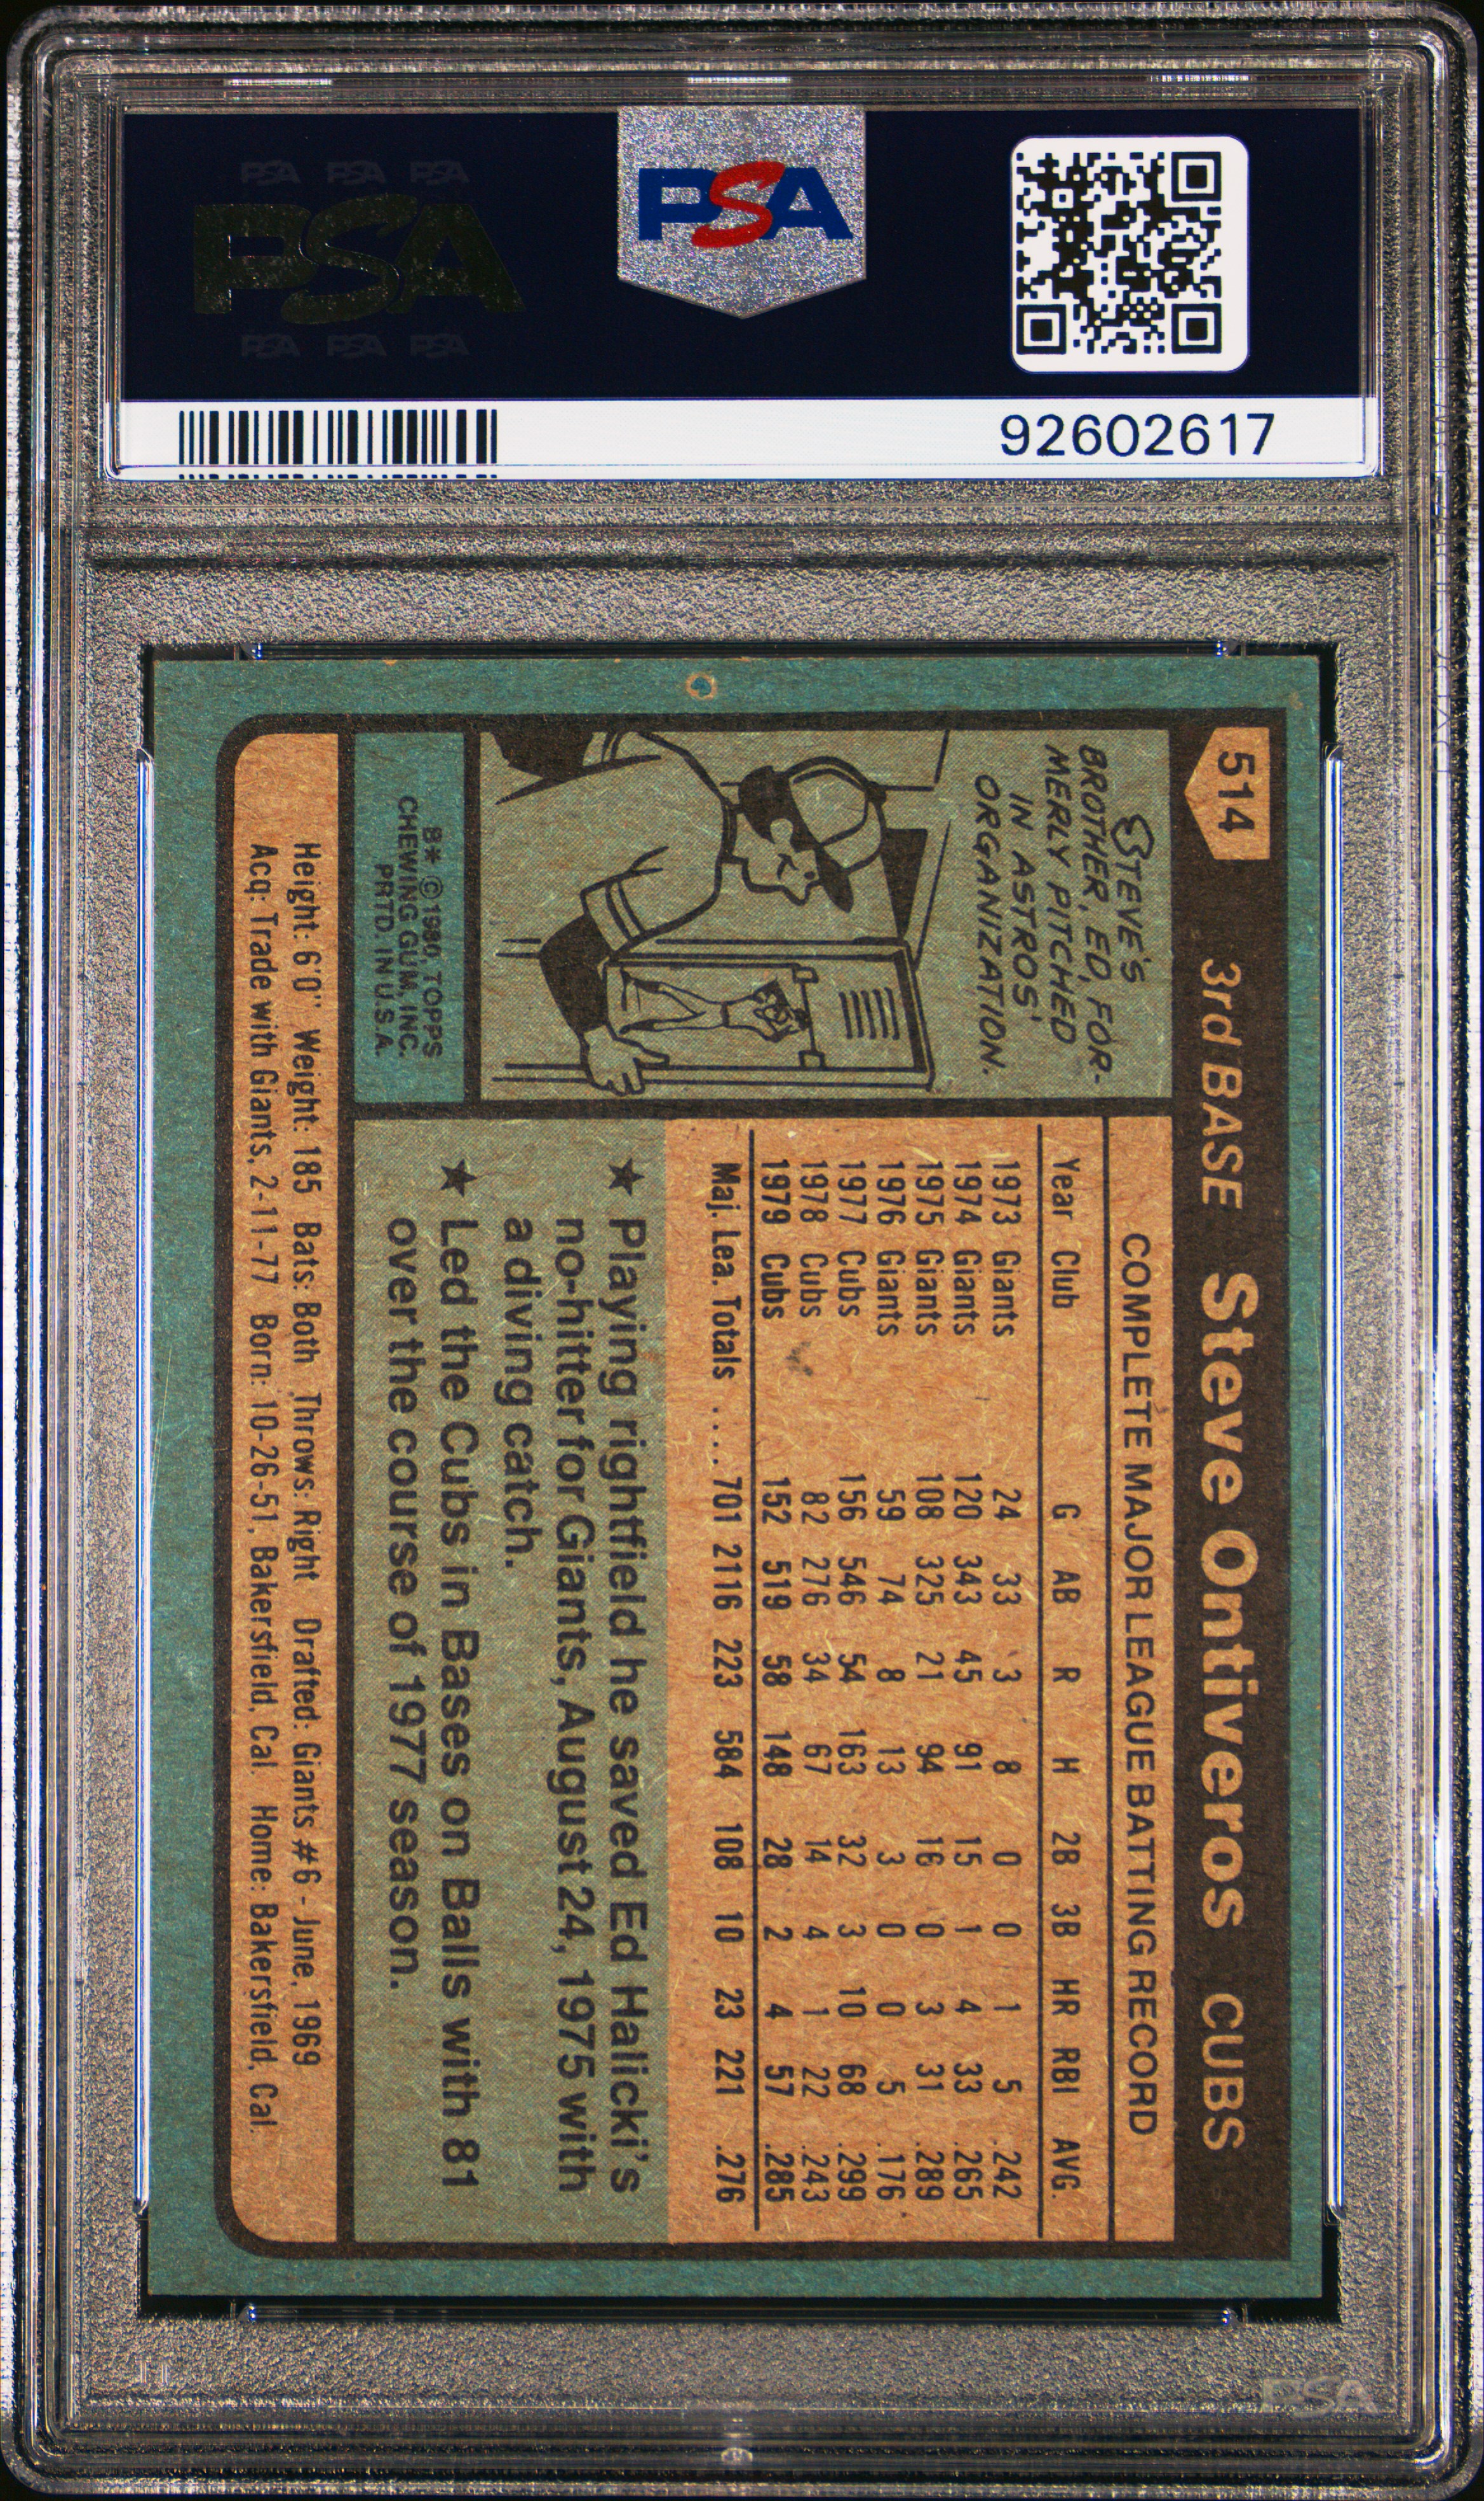 PSA PSA PSA
PSA
PSA PSA PSA
PSA
92602617
514 3rd BASE Steve Ontiveros CUBS
STEVE'S
BROTHER, ED, FOR-
MERLY PITCHED
IN ASTROS'
ORGANIZATION.
B* ©1980, TOPPS
CHEWING GUM, INC.
PRTD. IN U.S.A.
COMPLETE MAJOR LEAGUE BATTING RECORD
Year Club G AB R H 2B 3B HR RBI AVG.
1973 Giants 24 33 3 8 0 0 1 5 .242
1974 Giants 120 343 45 91 15 1 4 33 .265
1975 Giants 108 325 21 94 16 0 3 31 .289
1976 Giants 59 74 8 13 3 0 0 5 .176
1977 Cubs 156 546 54 163 32 3 10 68 .299
1978 Cubs 82 276 34 67 14 4 1 22 .243
1979 Cubs 152 519 58 148 28 2 4 57 .285
Maj. Lea. Totals .... 701 2116 223 584 108 10 23 221 .276
★ Playing rightfield he saved Ed Halicki's
no-hitter for Giants, August 24, 1975 with
a diving catch.
★ Led the Cubs in Bases on Balls with 81
over the course of 1977 season.
Height: 6'0" Weight: 185 Bats: Both Throws: Right Drafted: Giants #6 - June, 1969
Acq: Trade with Giants, 2-11-77 Born: 10-26-51, Bakersfield, Cal. Home: Bakersfield, Cal.
PSA